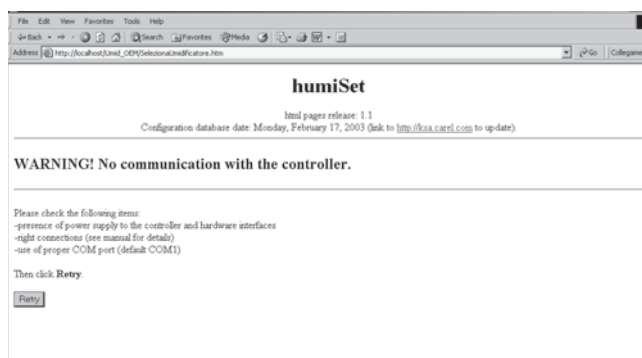 File Edit View Favorites Tools Help
Back Search Favorites Media
Address http://localhost/Umid_OEM/SelezionaUmidificatore.htm Go Collegame
humiSet
html pages release: 1.1
Configuration database date: Monday, February 17, 2003 (link to http://ksa.carel.com to update).
WARNING! No communication with the controller.
Please check the following items:
-presence of power supply to the controller and hardware interfaces
-right connections (see manual for details)
-use of proper COM port (default COM1)
Then click Retry.
Retry